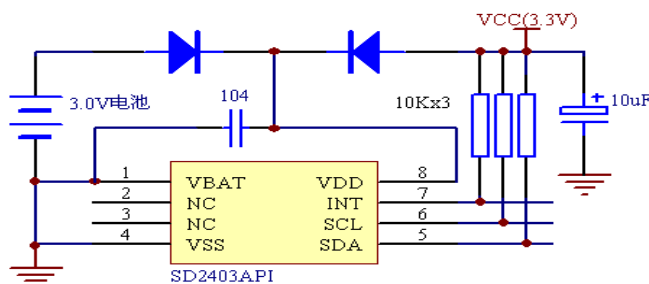 VCC(3.3V)
3.0V电池
104
10Kx3
+
10uF
1 VBAT VDD 8
2 NC INT 7
3 NC SCL 6
4 VSS SDA 5
SD2403API